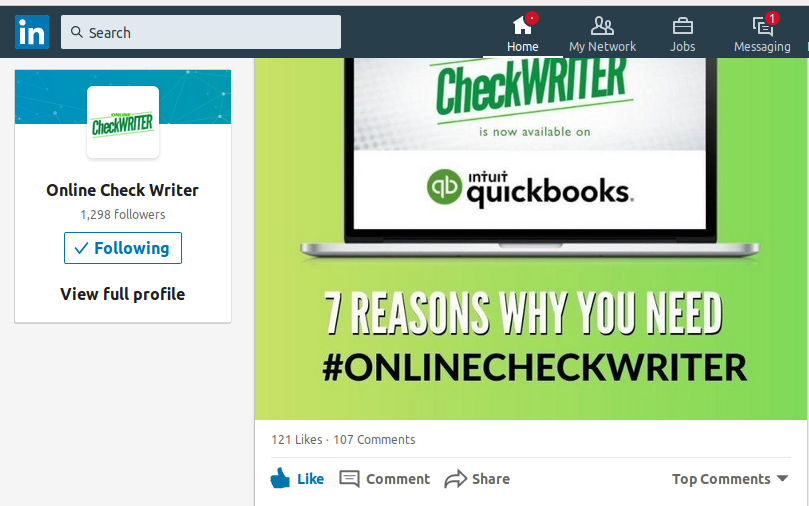 in
Search
Home
My Network
Jobs
1
Messaging
ONLINE
CheckWRITER
Online Check Writer
1,298 followers
Following
View full profile
CheckWRITER
is now available on
qb
intuit
quickbooks.
7 REASONS WHY YOU NEED
#ONLINECHECKWRITER
121 Likes · 107 Comments
Like
Comment
Share
Top Comments